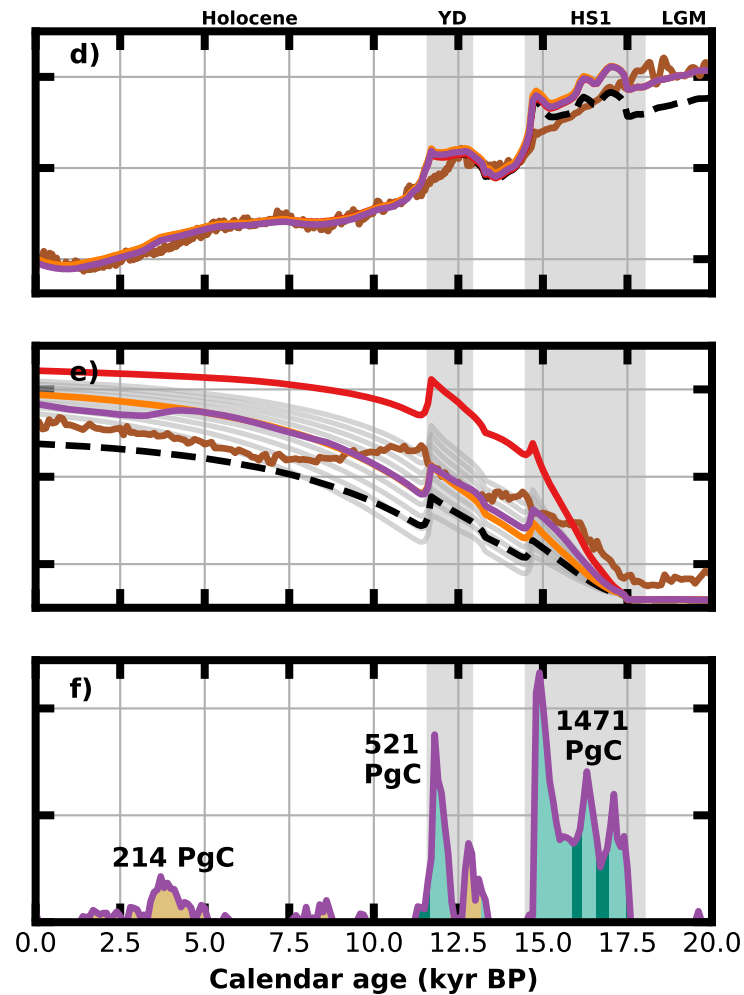 Holocene YD HS1 LGM
d)
e)
f)
1471
PgC
521
PgC
214 PgC
0.0 2.5 5.0 7.5 10.0 12.5 15.0 17.5 20.0
Calendar age (kyr BP)